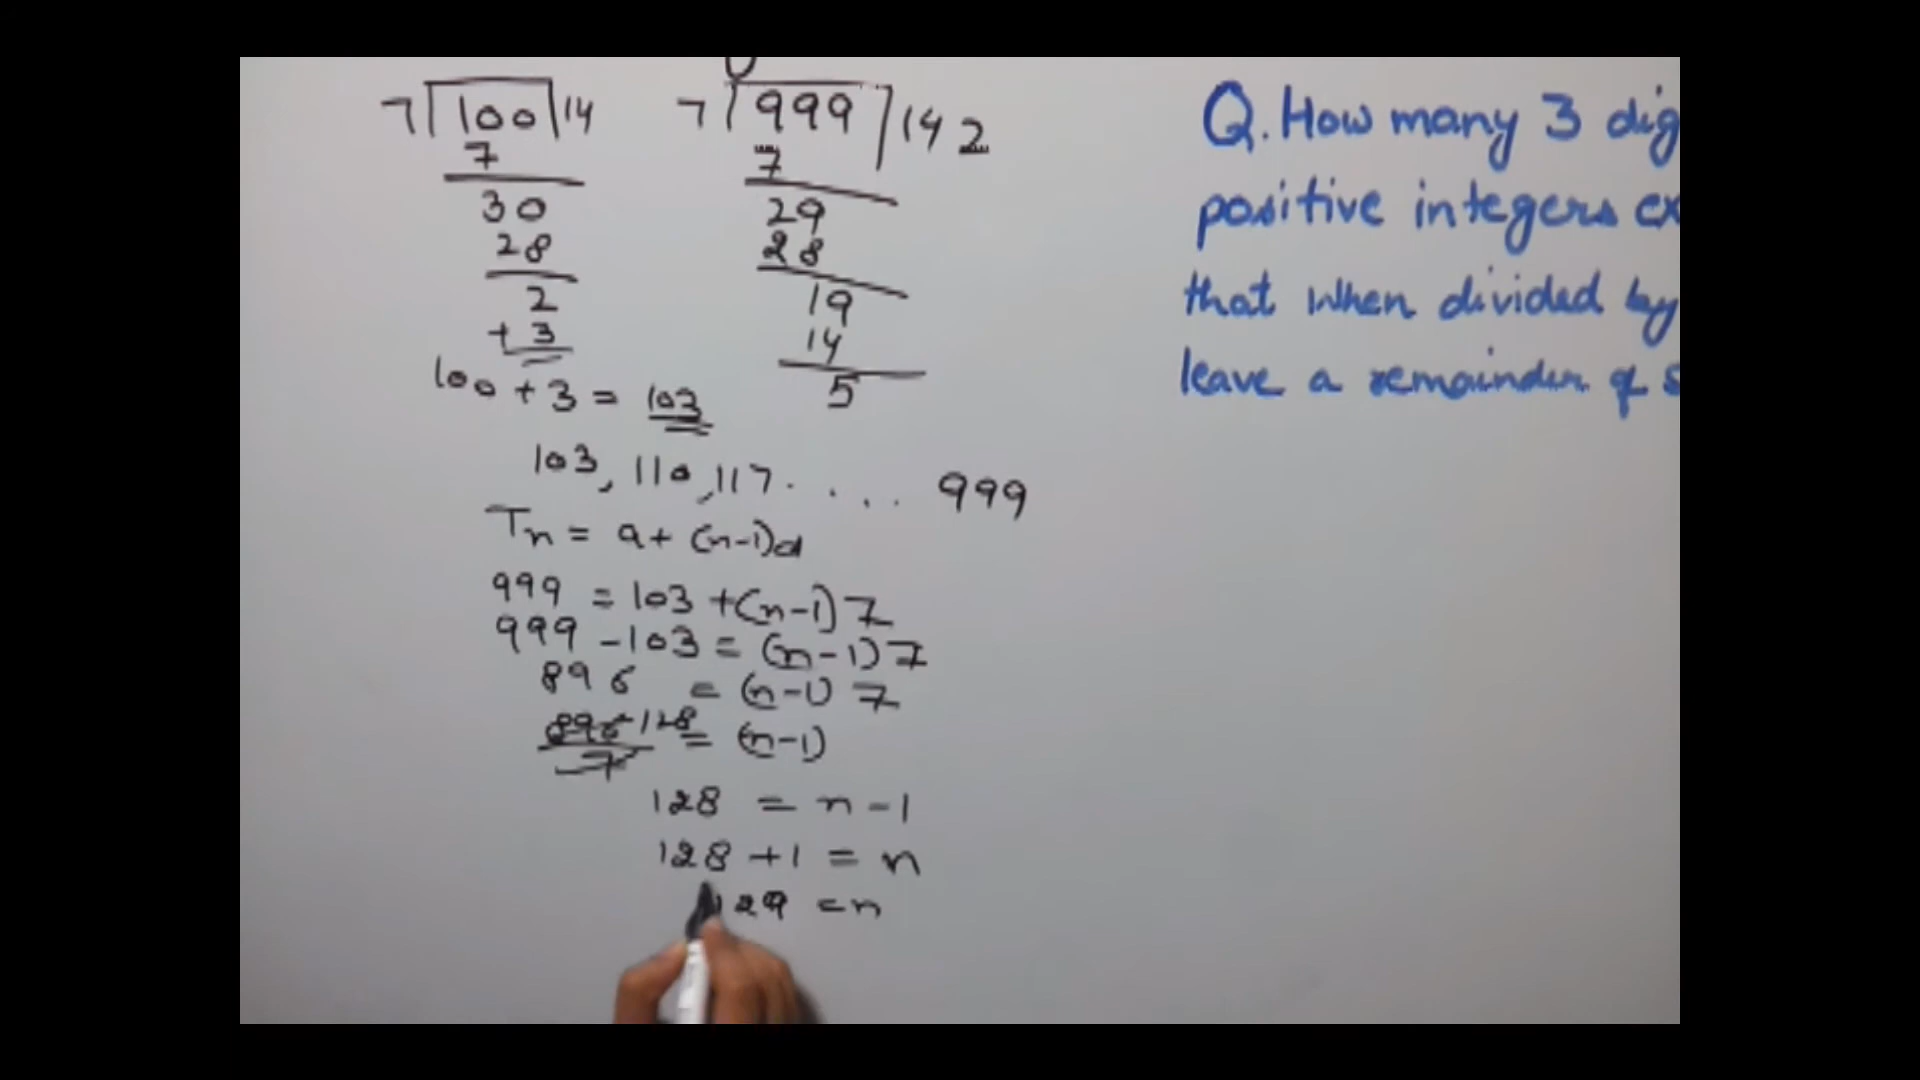 7 100 14
7
30
28
2
+ 3
100 + 3 = 103
7 999 142
7
29
28
19
14
5
103, 110, 117 . . . . . 999
Tn = a + (n-1)d
999 = 103 + (n-1) 7
999 - 103 = (n-1) 7
896 = (n-1) 7
896 128 = (n-1)
7
128 = n - 1
128 + 1 = n
129 = n
Q. How many 3 dig
positive integers ex
that when divided by
leave a remainder of